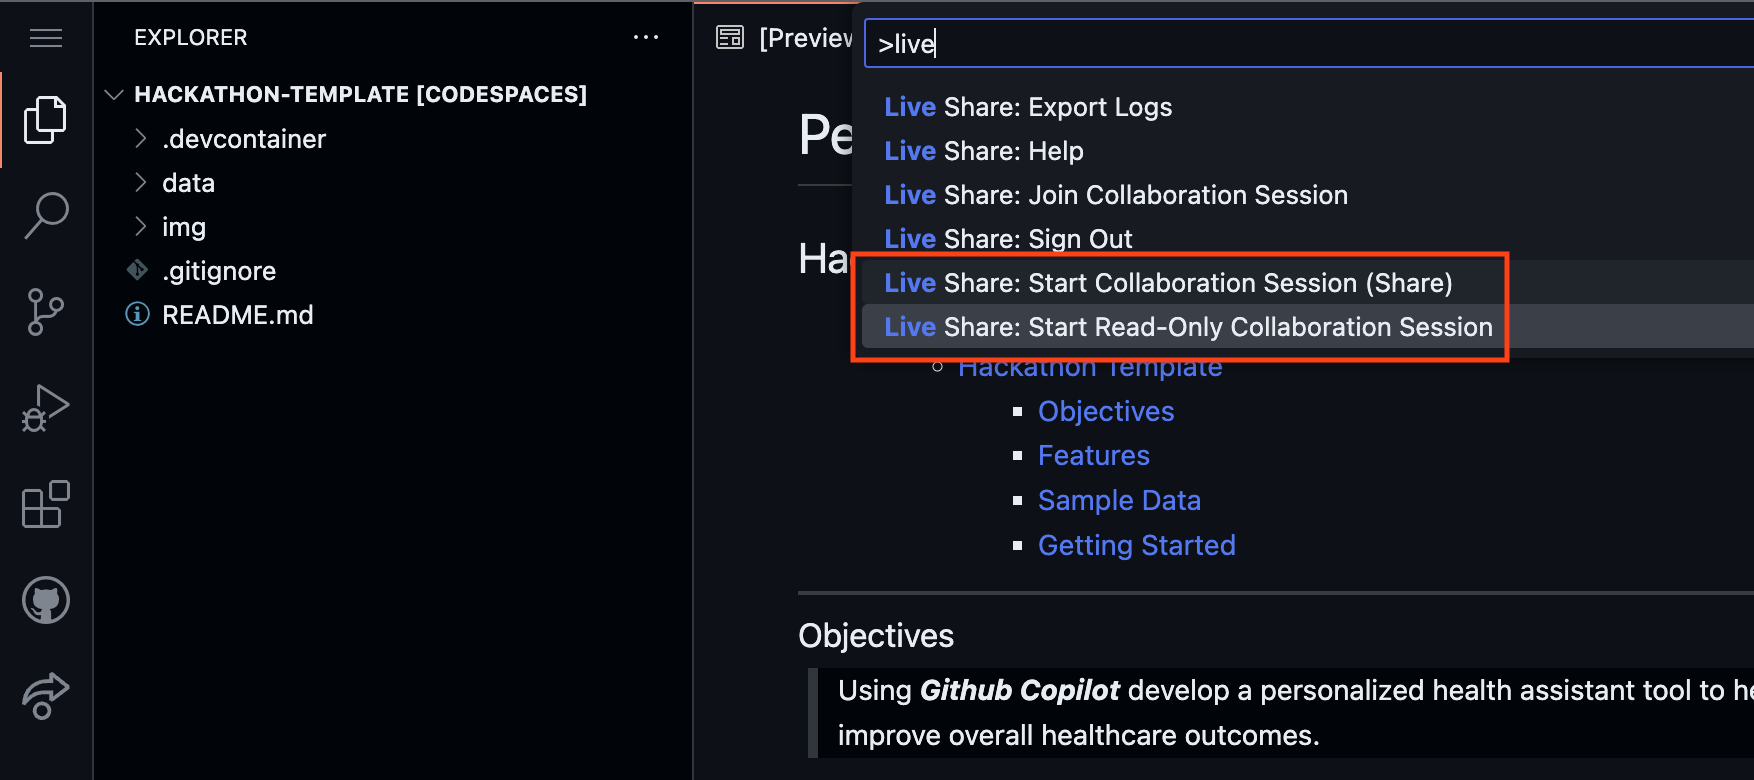 EXPLORER
HACKATHON-TEMPLATE [CODESPACES]
.devcontainer
data
img
.gitignore
README.md
[Preview
>live
Live Share: Export Logs
Live Share: Help
Live Share: Join Collaboration Session
Live Share: Sign Out
Live Share: Start Collaboration Session (Share)
Live Share: Start Read-Only Collaboration Session
Pe
Ha
Hackathon Template
Objectives
Features
Sample Data
Getting Started
Objectives
Using Github Copilot develop a personalized health assistant tool to he
improve overall healthcare outcomes.